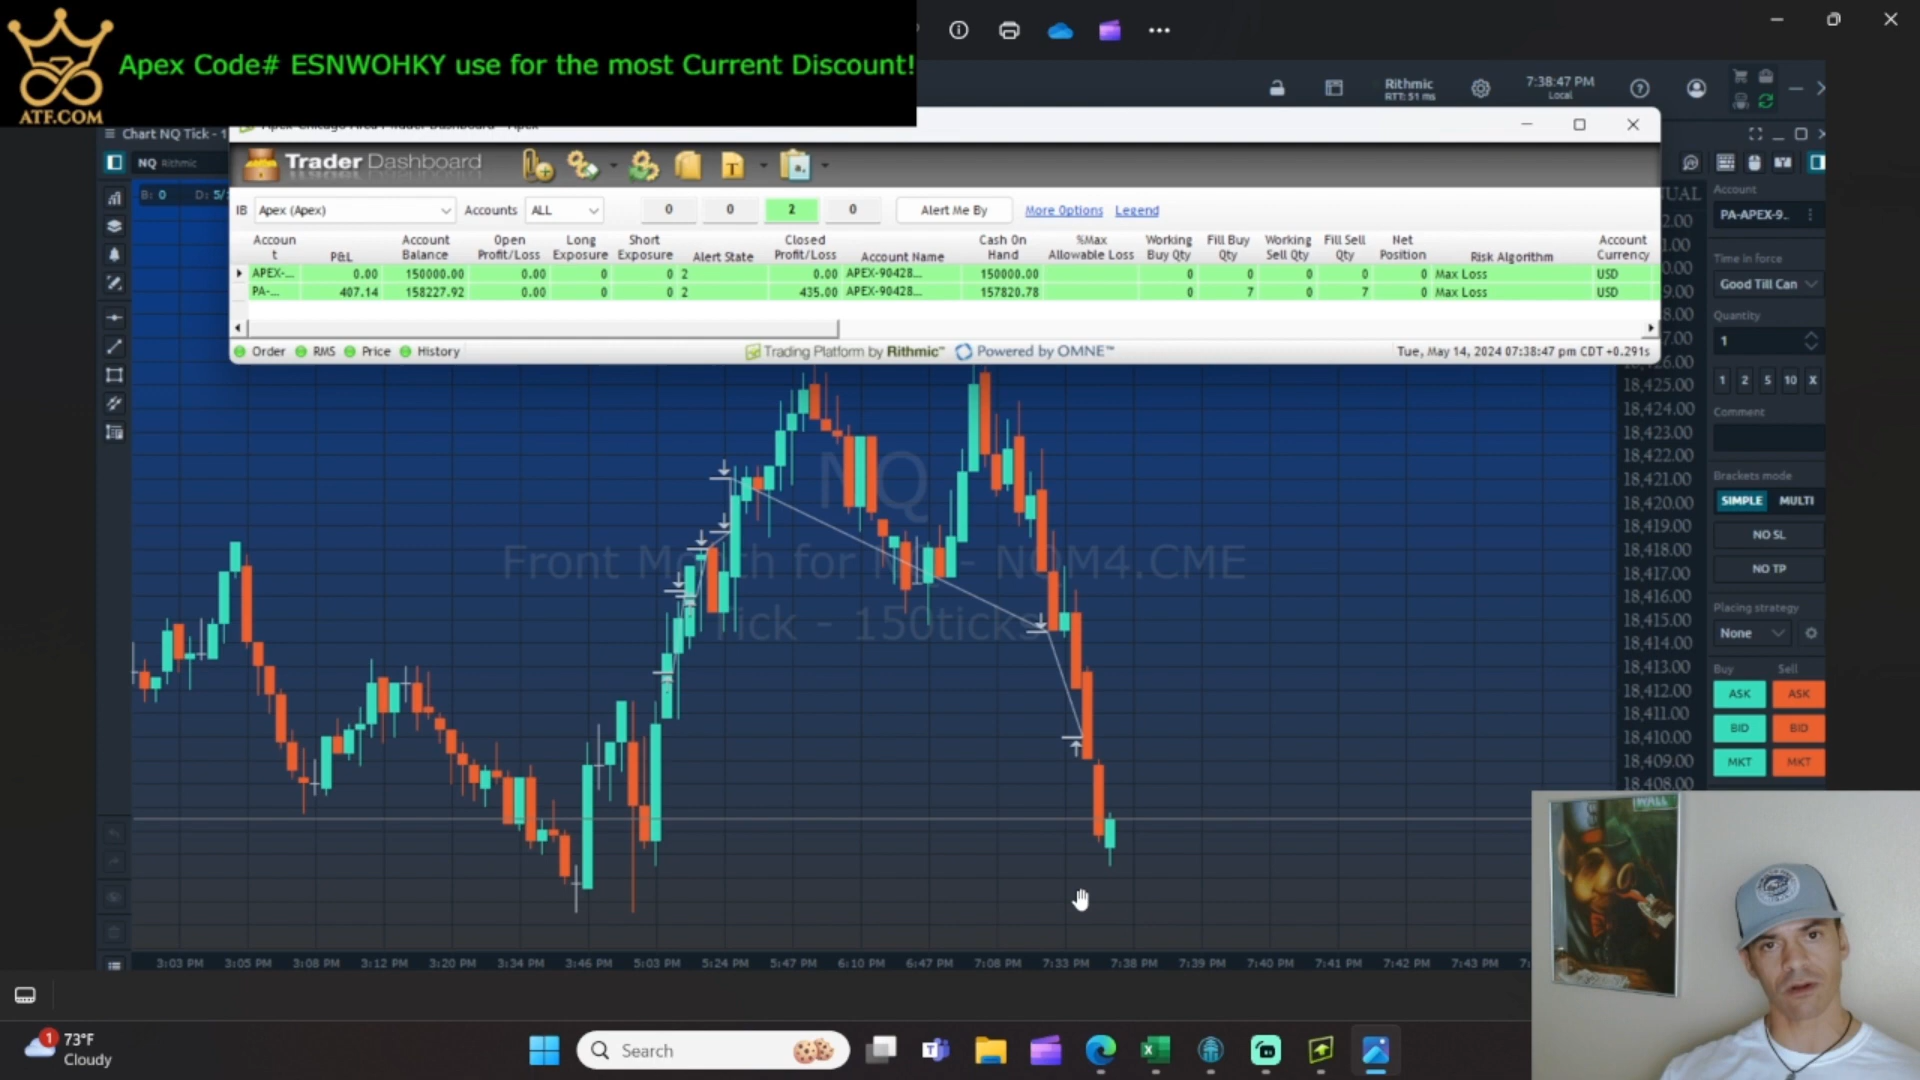 Apex Code# ESNWOHKY use for the most Current Discount!
ATF.COM
Rithmic
RTT: 51 ms
7:38:47 PM
Local
Chart NQ Tick - 1
NQ Rithmic
B: 0 D: 5/
Trader Dashboard
IB Apex (Apex) Accounts ALL 0 0 2 0 Alert Me By More Options Legend
Account P&L Account Balance Open Profit/Loss Long Exposure Short Exposure Alert State Closed Profit/Loss Account Name Cash On Hand %Max Allowable Loss Working Buy Qty Fill Buy Qty Working Sell Qty Fill Sell Qty Net Position Risk Algorithm Account Currency
APEX-... 0.00 150000.00 0.00 0 0 2 0.00 APEX-90428... 150000.00 0 0 0 0 0 Max Loss USD
PA-... 407.14 158227.92 0.00 0 0 2 435.00 APEX-90428... 157820.78 0 7 0 7 0 Max Loss USD
Order RMS Price History Trading Platform by Rithmic™ Powered by OMNE™ Tue, May 14, 2024 07:38:47 pm CDT +0.291s
NQ
Tick - 150ticks
18,425.00
18,424.00
18,423.00
18,422.00
18,421.00
18,420.00
18,419.00
18,418.00
18,417.00
18,416.00
18,415.00
18,414.00
18,413.00
18,412.00
18,411.00
18,410.00
18,409.00
18,408.00
Account
PA-APEX-9..
Time in force
Good Till Can
Quantity
1
1 2 5 10 X
Comment
Brackets mode
SIMPLE MULTI
NO SL
NO TP
Placing strategy
None
Buy Sell
ASK ASK
BID BID
MKT MKT
3:03 PM 3:05 PM 3:08 PM 3:12 PM 3:20 PM 3:34 PM 3:46 PM 5:03 PM 5:24 PM 5:47 PM 6:10 PM 6:47 PM 7:08 PM 7:33 PM 7:38 PM 7:39 PM 7:40 PM 7:41 PM 7:42 PM 7:43 PM
WALL
1
73°F
Cloudy
Search